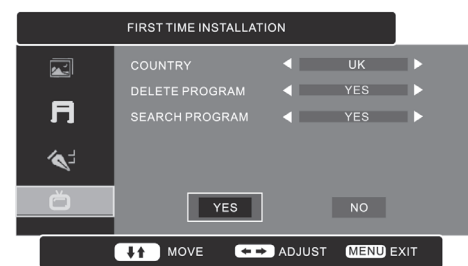 FIRST TIME INSTALLATION
COUNTRY UK
DELETE PROGRAM YES
SEARCH PROGRAM YES
YES NO
MOVE ADJUST MENU EXIT